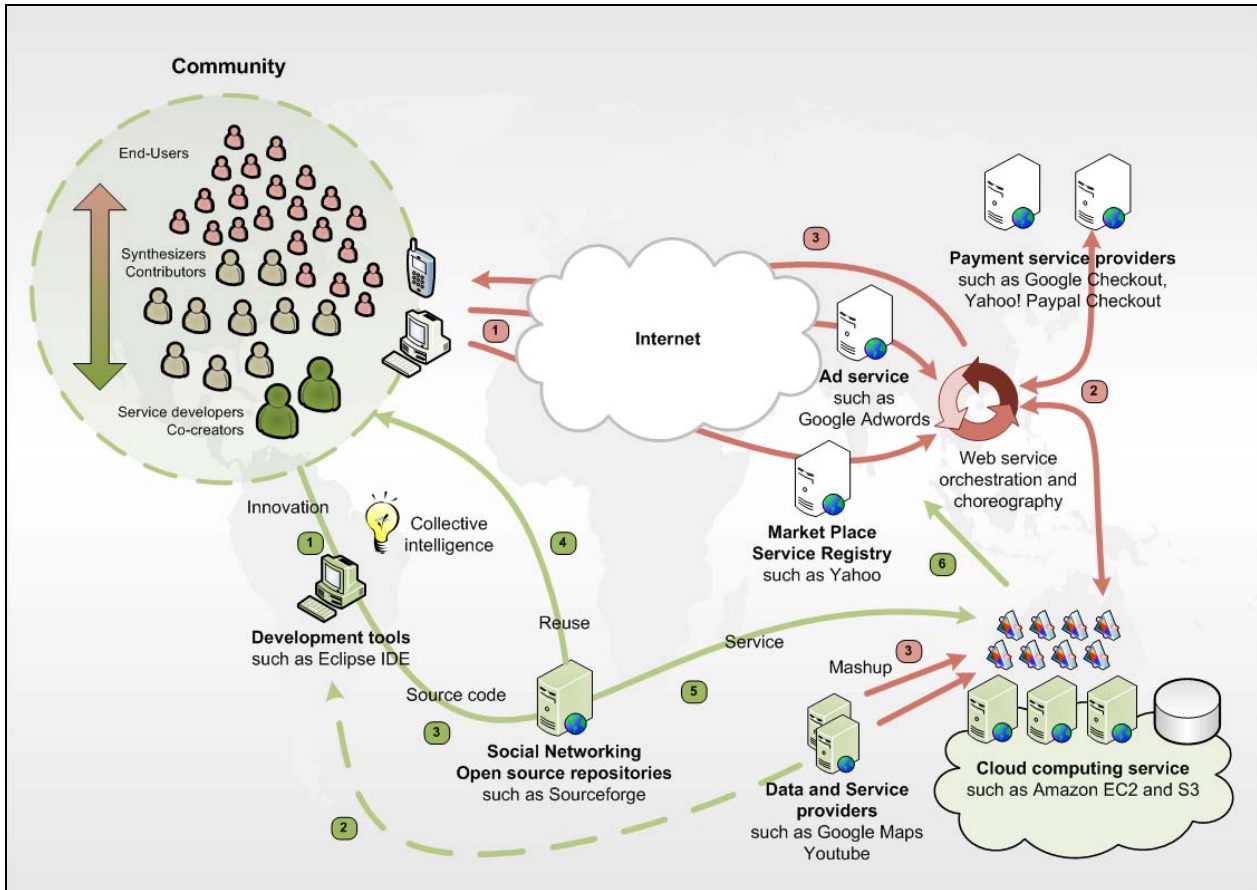 Community
End-Users
Synthesizers
Contributors
Service developers
Co-creators
1
Internet
3
Payment service providers
such as Google Checkout,
Yahoo! Paypal Checkout
Ad service
such as
Google Adwords
2
Web service
orchestration and
choreography
Market Place
Service Registry
such as Yahoo
6
Innovation
1
Collective
intelligence
4
Development tools
such as Eclipse IDE
Reuse
Service
Source code
3
5
Mashup
3
Social Networking
Open source repositories
such as Sourceforge
2
Data and Service
providers
such as Google Maps
Youtube
Cloud computing service
such as Amazon EC2 and S3